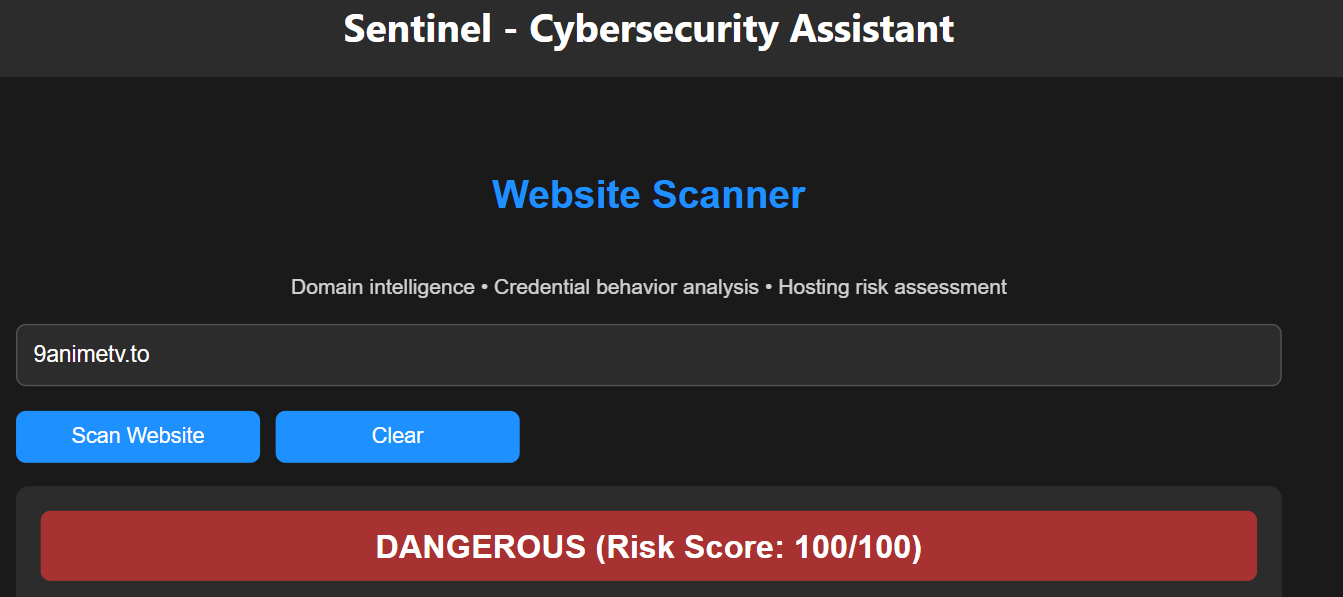 Sentinel - Cybersecurity Assistant
Website Scanner
Domain intelligence • Credential behavior analysis • Hosting risk assessment
9animetv.to
Scan Website Clear
DANGEROUS (Risk Score: 100/100)